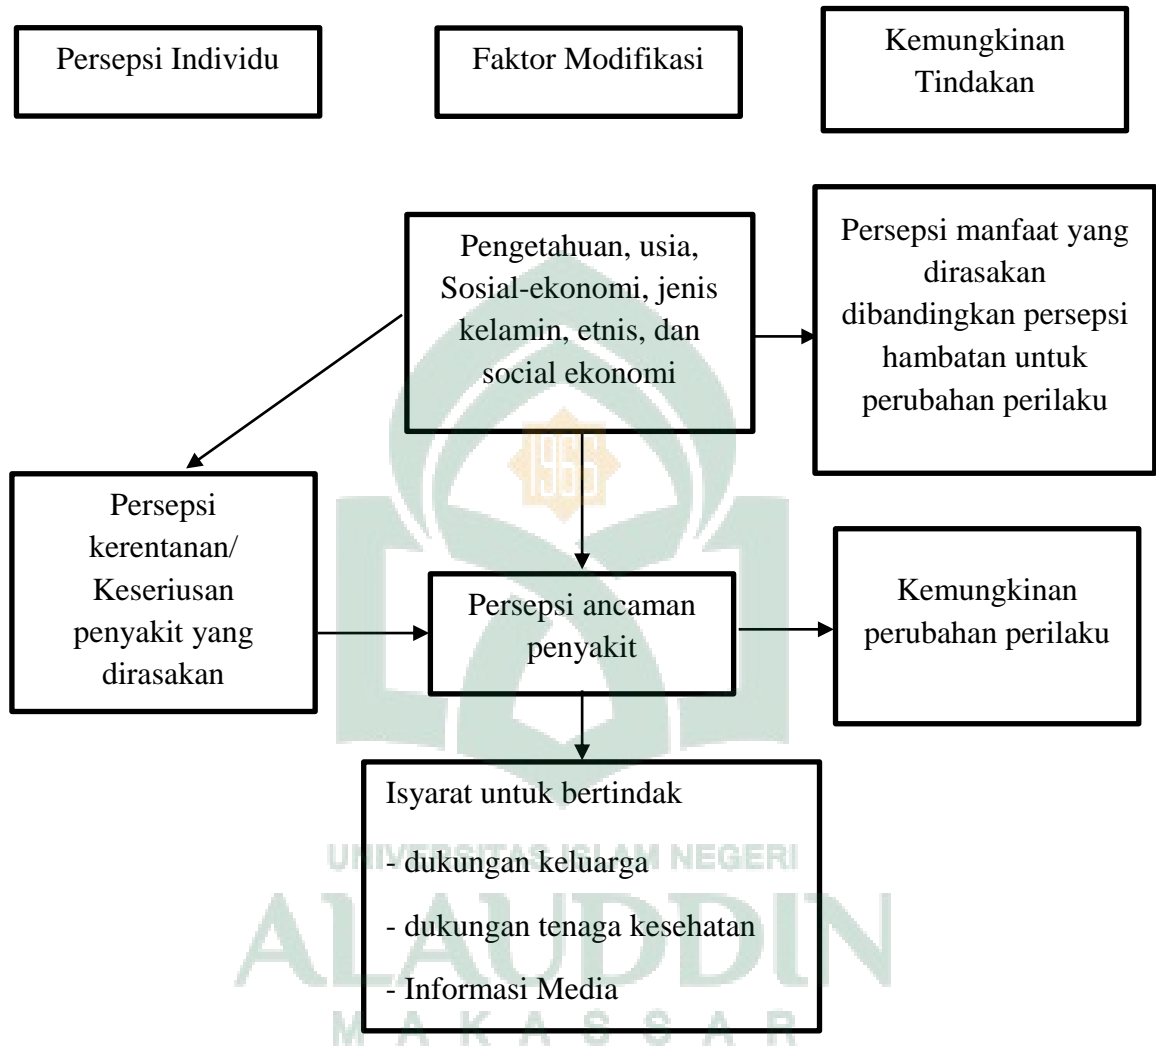 Persepsi Individu
Faktor Modifikasi
Kemungkinan
Tindakan
Pengetahuan, usia,
Sosial-ekonomi, jenis
kelamin, etnis, dan
social ekonomi
Persepsi manfaat yang
dirasakan
dibandingkan persepsi
hambatan untuk
perubahan perilaku
1965
Persepsi
kerentanan/
Keseriusan
penyakit yang
dirasakan
Persepsi ancaman
penyakit
Kemungkinan
perubahan perilaku
Isyarat untuk bertindak
- dukungan keluarga
- dukungan tenaga kesehatan
- Informasi Media
UNIVERSITAS ISLAM NEGERI
ALAUDDIN
MAKASSAR